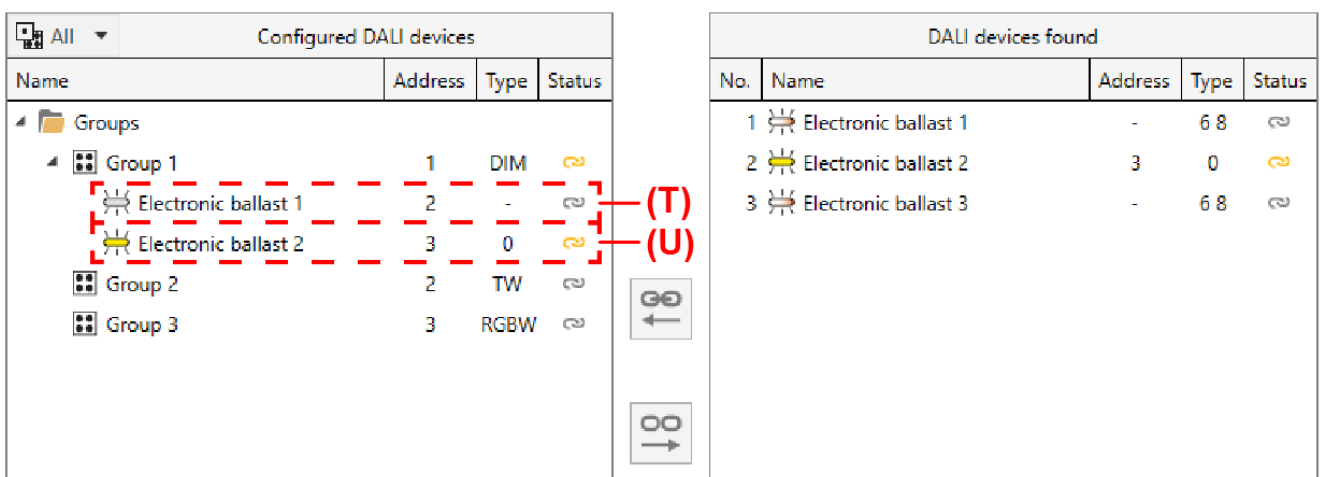 All Configured DALI devices DALI devices found
Name Address Type Status No. Name Address Type Status
Groups 1 Electronic ballast 1 - 6 8
Group 1 1 DIM 2 Electronic ballast 2 3 0
Electronic ballast 1 2 - (T) 3 Electronic ballast 3 - 6 8
Electronic ballast 2 3 0 (U)
Group 2 2 TW
Group 3 3 RGBW